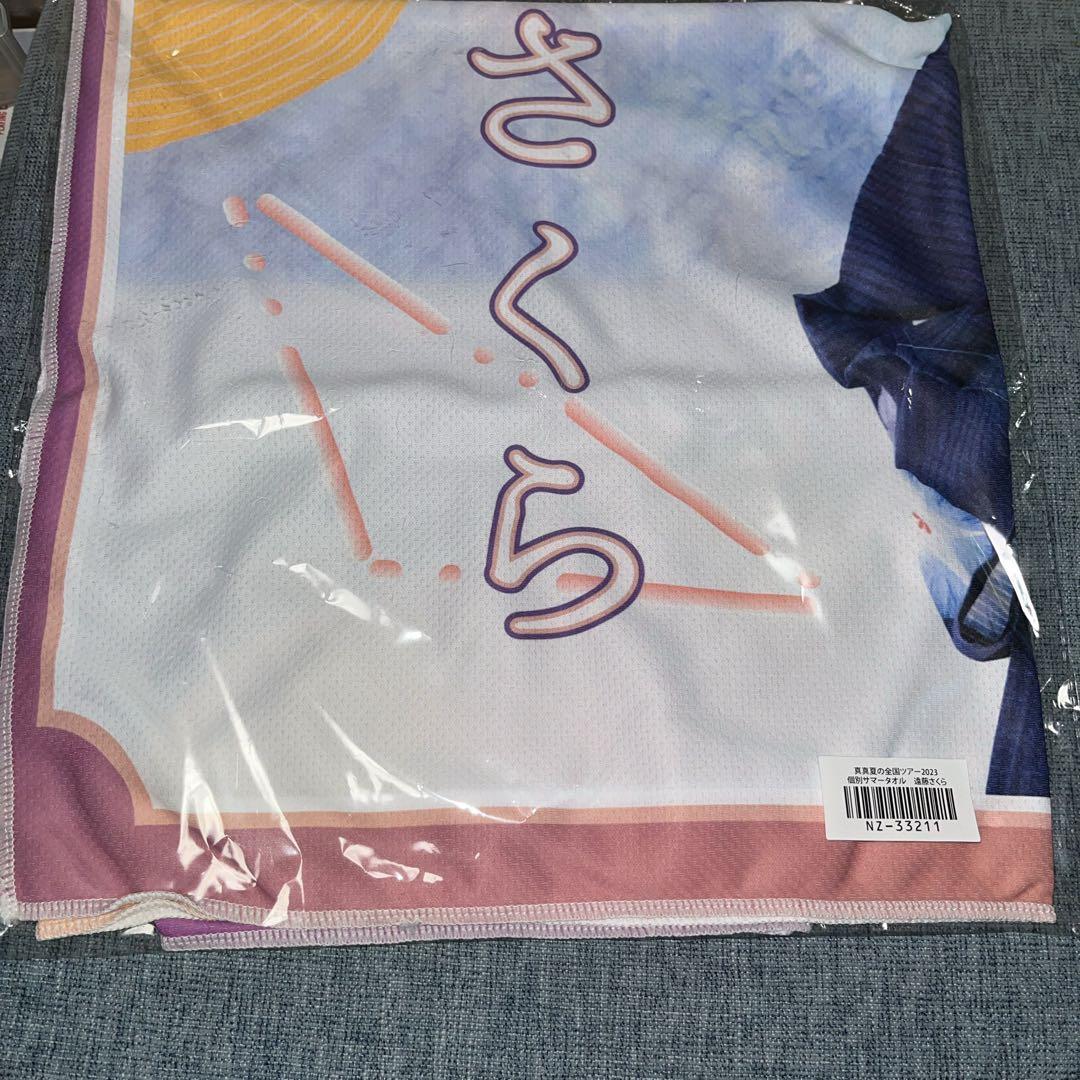 さくら
真真夏の全国ツアー2023
個別サマータオル　遠藤さくら
NZ-33211